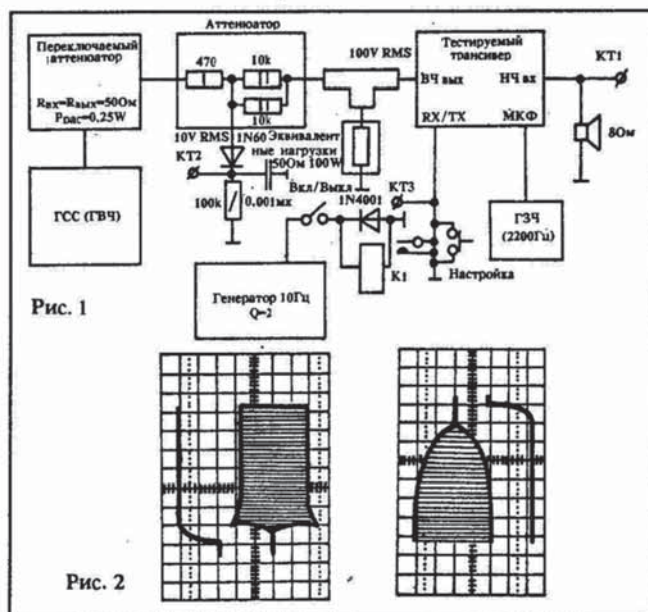 Аттенюатор
Переключаемый
аттенюатор
Rвх=Rвых=50Ом
Pрас=0,25W
470
10k
10k
100V RMS
Тестируемый
трансивер
ВЧ вых
НЧ вх
RX/TX
МКФ
КТ1
8Ом
10V RMS
1N60
Эквивалент
ные нагрузки
50Ом 100W
КТ2
100k
0.001мх
ГСС (ГВЧ)
Вкл/Выкл
1N4001
КТ3
K1
ГЗЧ
(2200Гц)
Настройка
Генератор 10Гц
Q=2
Рис. 1
Рис. 2